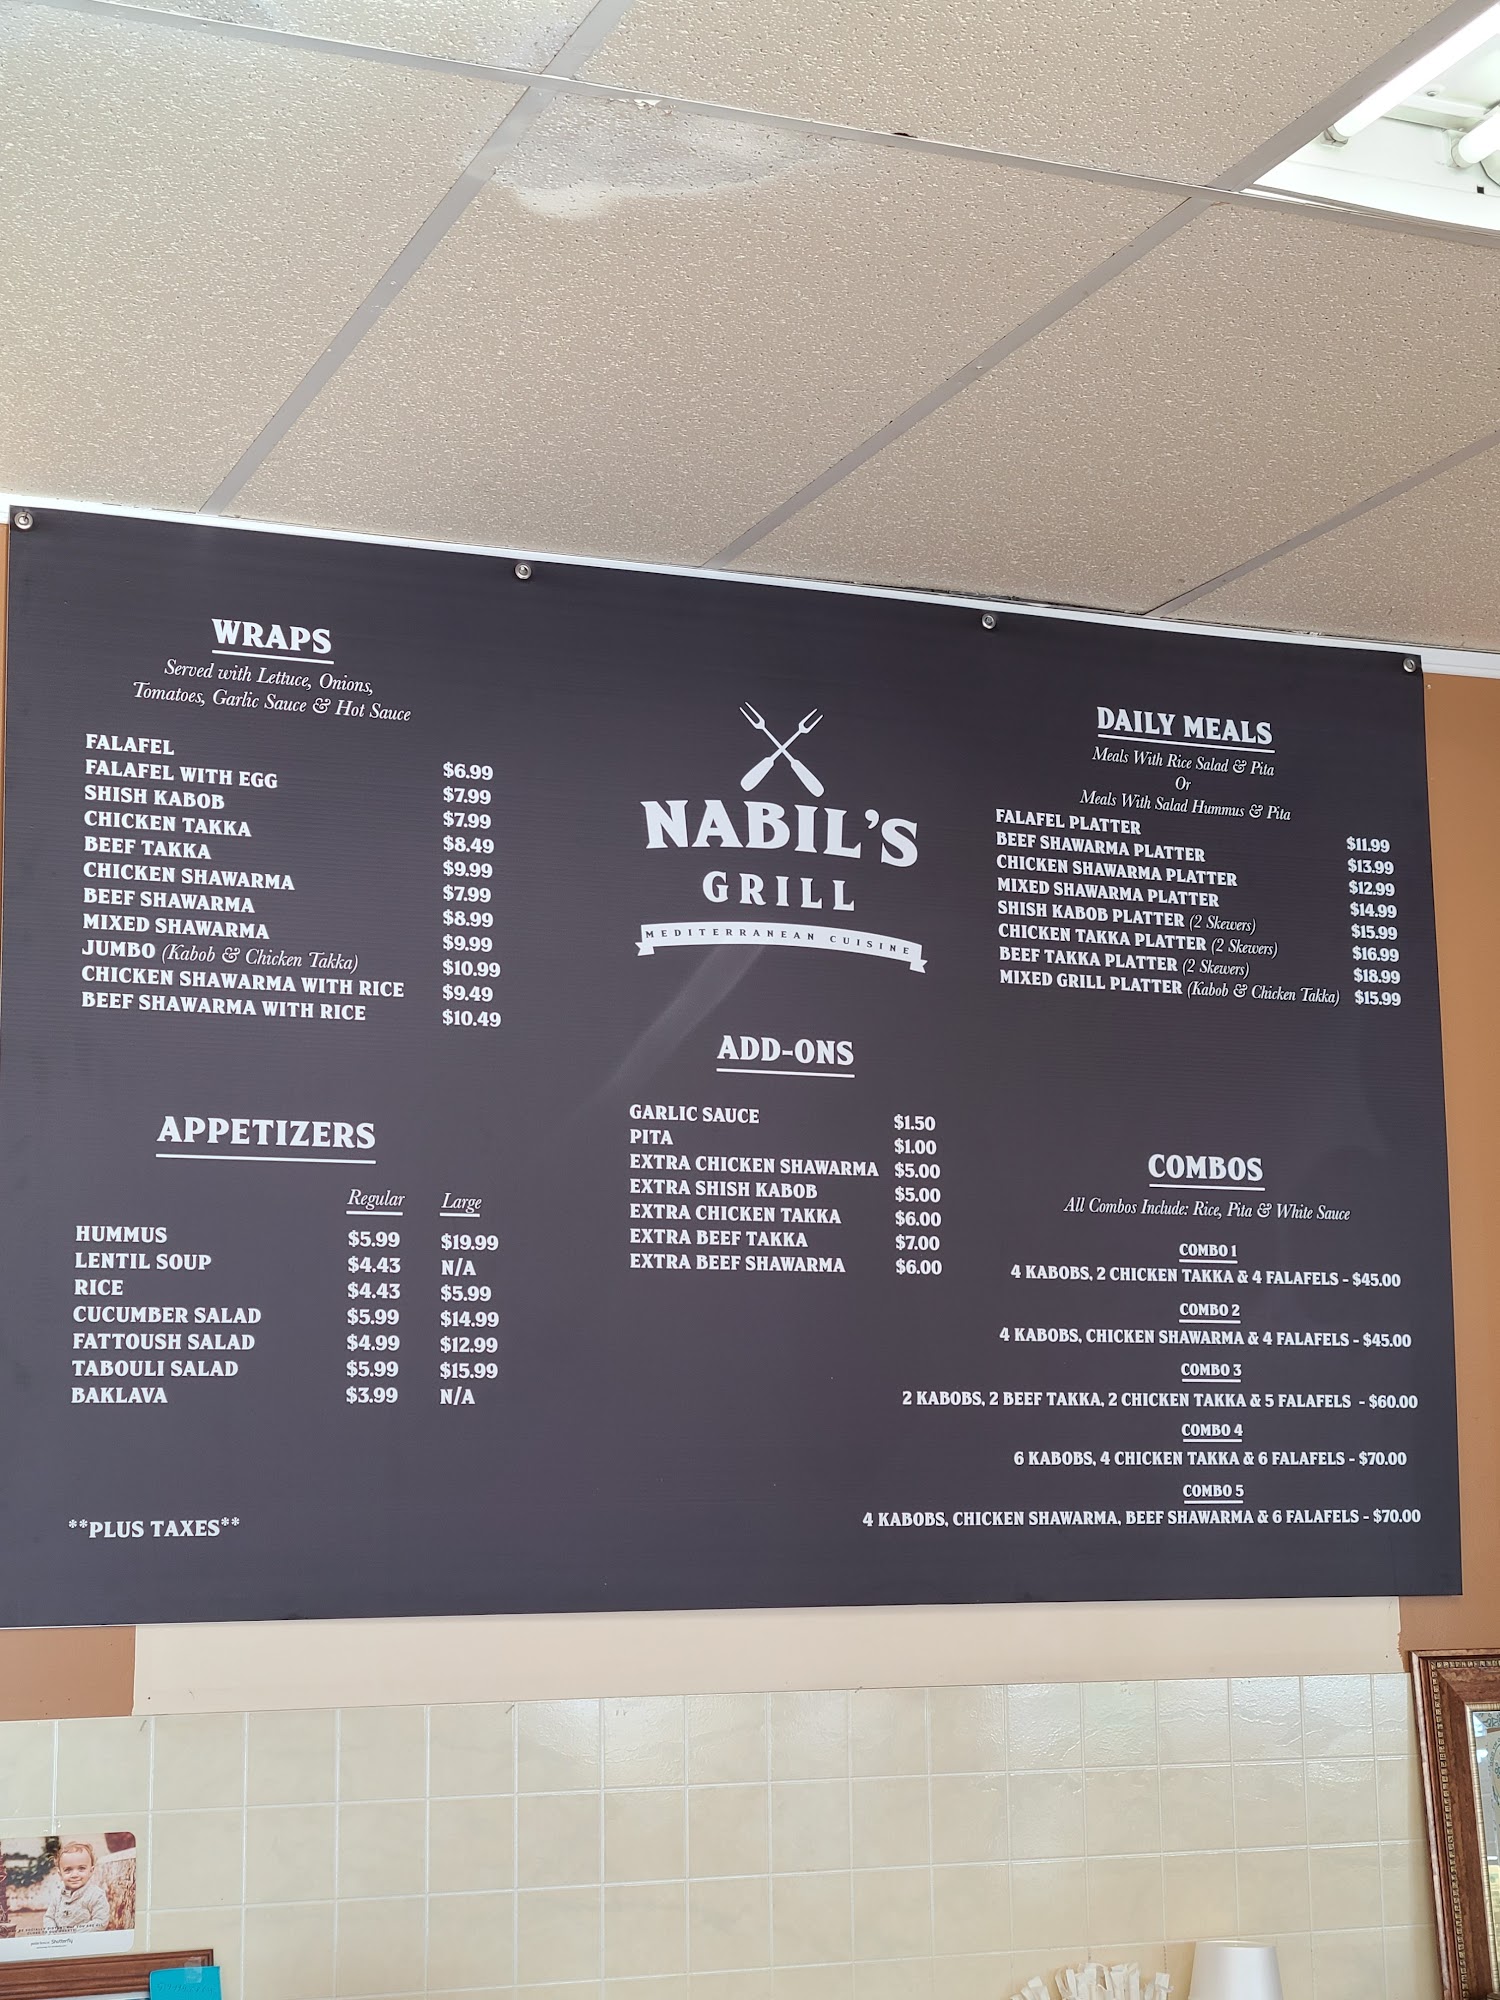 WRAPS
Served with Lettuce, Onions,
Tomatoes, Garlic Sauce & Hot Sauce
FALAFEL $6.99
FALAFEL WITH EGG $7.99
SHISH KABOB $7.99
CHICKEN TAKKA $8.49
BEEF TAKKA $9.99
CHICKEN SHAWARMA $7.99
BEEF SHAWARMA $8.99
MIXED SHAWARMA $9.99
JUMBO (Kabob & Chicken Takka) $10.99
CHICKEN SHAWARMA WITH RICE $9.49
BEEF SHAWARMA WITH RICE $10.49
APPETIZERS
Regular Large
HUMMUS $5.99 $19.99
LENTIL SOUP $4.43 N/A
RICE $4.43 $5.99
CUCUMBER SALAD $5.99 $14.99
FATTOUSH SALAD $4.99 $12.99
TABOULI SALAD $5.99 $15.99
BAKLAVA $3.99 N/A
**PLUS TAXES**
NABIL'S
GRILL
MEDITERRANEAN CUISINE
ADD-ONS
GARLIC SAUCE $1.50
PITA $1.00
EXTRA CHICKEN SHAWARMA $5.00
EXTRA SHISH KABOB $5.00
EXTRA CHICKEN TAKKA $6.00
EXTRA BEEF TAKKA $7.00
EXTRA BEEF SHAWARMA $6.00
DAILY MEALS
Meals With Rice Salad & Pita
Or
Meals With Salad Hummus & Pita
FALAFEL PLATTER $11.99
BEEF SHAWARMA PLATTER $13.99
CHICKEN SHAWARMA PLATTER $12.99
MIXED SHAWARMA PLATTER $14.99
SHISH KABOB PLATTER (2 Skewers) $15.99
CHICKEN TAKKA PLATTER (2 Skewers) $16.99
BEEF TAKKA PLATTER (2 Skewers) $18.99
MIXED GRILL PLATTER (Kabob & Chicken Takka) $15.99
COMBOS
All Combos Include: Rice, Pita & White Sauce
COMBO 1
4 KABOBS, 2 CHICKEN TAKKA & 4 FALAFELS - $45.00
COMBO 2
4 KABOBS, CHICKEN SHAWARMA & 4 FALAFELS - $45.00
COMBO 3
2 KABOBS, 2 BEEF TAKKA, 2 CHICKEN TAKKA & 5 FALAFELS - $60.00
COMBO 4
6 KABOBS, 4 CHICKEN TAKKA & 6 FALAFELS - $70.00
COMBO 5
4 KABOBS, CHICKEN SHAWARMA, BEEF SHAWARMA & 6 FALAFELS - $70.00
Shutterfly